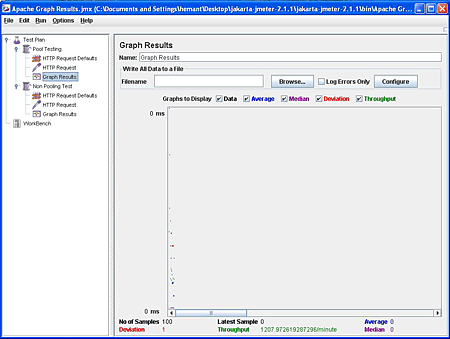 Apache Graph Results.jmx (C:\Documents and Settings\hemant\Desktop\jakarta-jmeter-2.1.1\jakarta-jmeter-2.1.1\bin\Apache Gr...
File Edit Run Options Help
Test Plan
Pool Testing
HTTP Request Defaults
HTTP Request
Graph Results
Non Pooling Test
HTTP Request Defaults
HTTP Request
Graph Results
WorkBench
Graph Results
Name: Graph Results
Write All Data to a File
Filename Browse... Log Errors Only Configure
Graphs to Display Data Average Median Deviation Throughput
0 ms
0 ms
No of Samples 100 Latest Sample 0 Average 0
Deviation 1 Throughput 1207.972619287296/minute Median 0